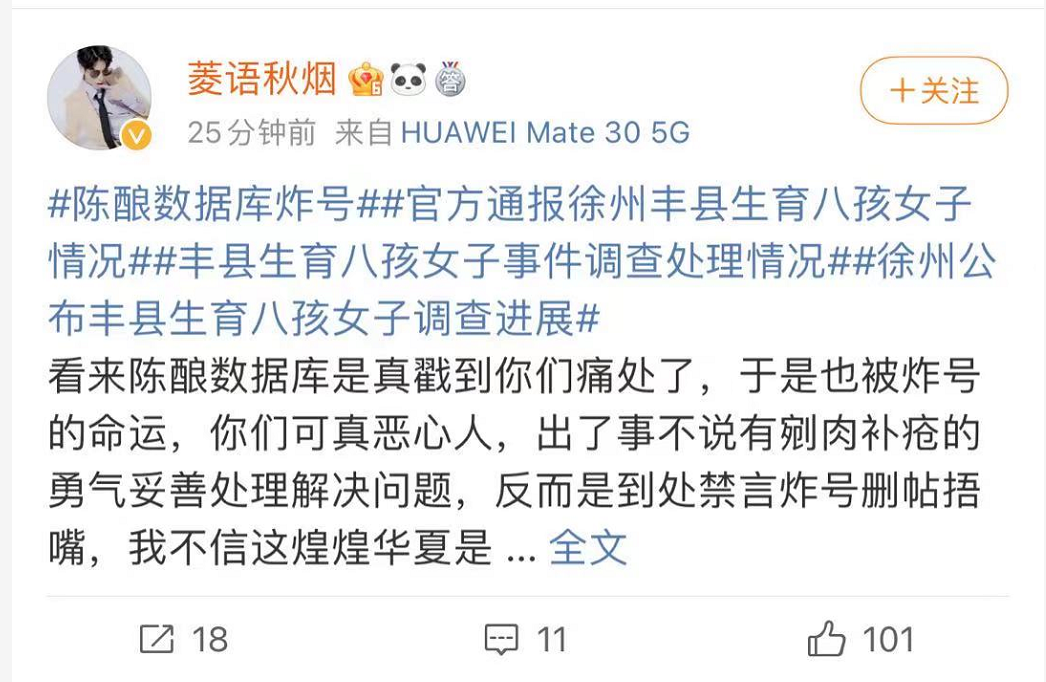 菱语秋烟 答
25分钟前 来自 HUAWEI Mate 30 5G
+关注
#陈酿数据库炸号##官方通报徐州丰县生育八孩女子
情况##丰县生育八孩女子事件调查处理情况##徐州公
布丰县生育八孩女子调查进展#
看来陈酿数据库是真戳到你们痛处了，于是也被炸号
的命运，你们可真恶心人，出了事不说有剜肉补疮的
勇气妥善处理解决问题，反而是到处禁言炸号删帖捂
嘴，我不信这煌煌华夏是 ... 全文
18
11
101